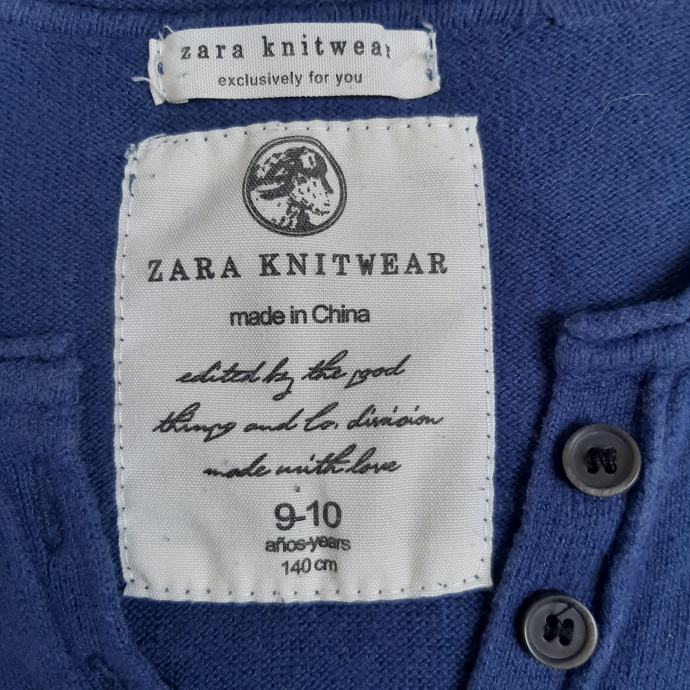 zara knitwear
exclusively for you
ZARA KNITWEAR
made in China
edited by the good
things and Co. division
made with love
9-10
años-years
140 cm